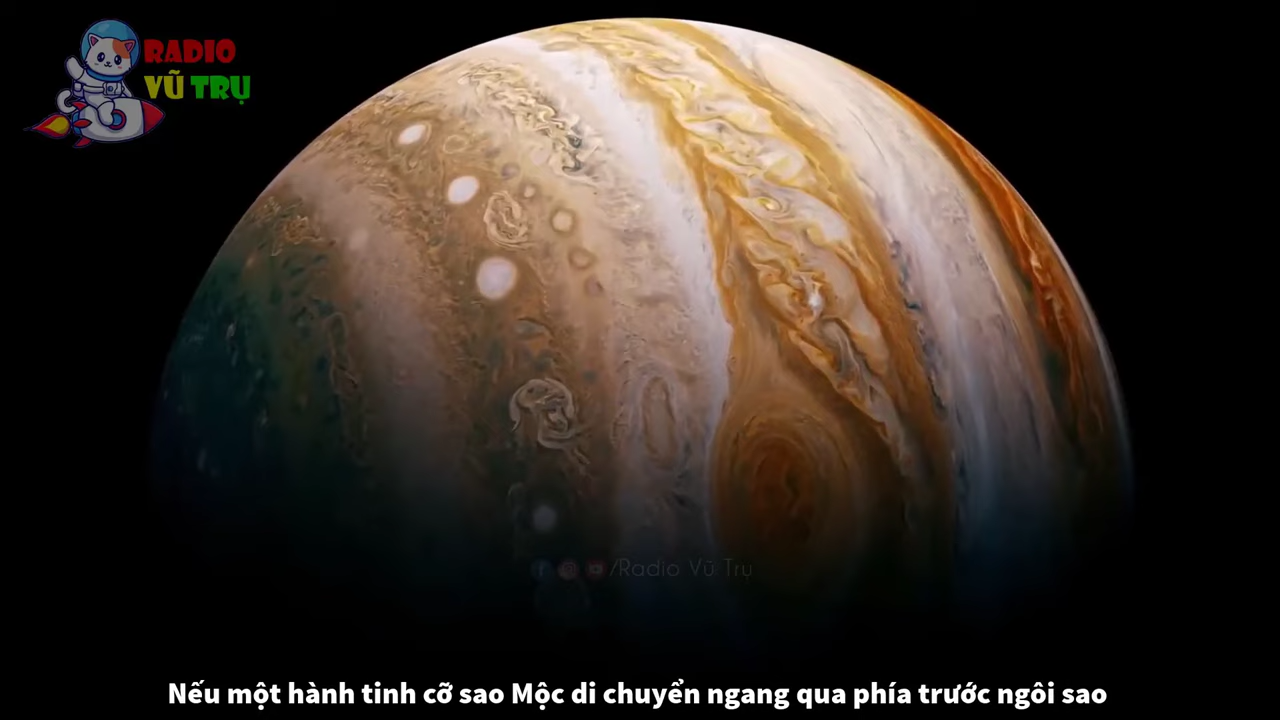 RADIO
VŨ TRỤ
/Radio Vũ Trụ
Nếu một hành tinh cỡ sao Mộc di chuyển ngang qua phía trước ngôi sao